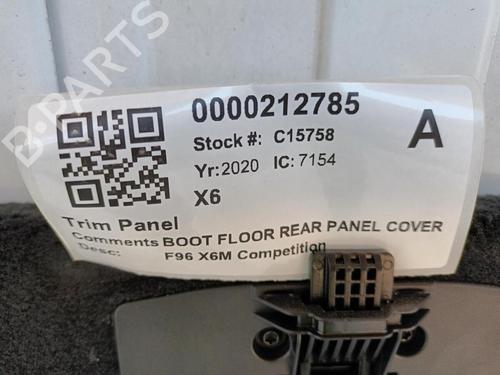 B-PARTS
0000212785
Stock #: C15758
A
Yr:2020 IC: 7154
X6
Trim Panel
Comments BOOT FLOOR REAR PANEL COVER
Desc: F96 X6M Competition